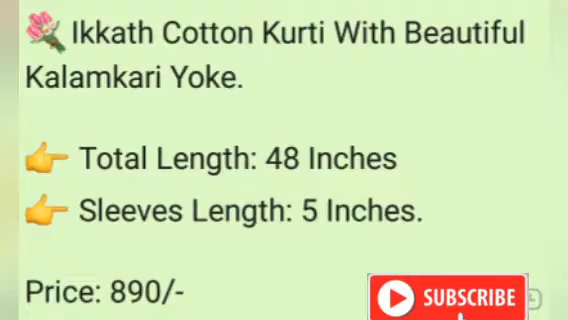 💐 Ikkath Cotton Kurti With Beautiful
Kalamkari Yoke.
👉 Total Length: 48 Inches
👉 Sleeves Length: 5 Inches.
Price: 890/-
SUBSCRIBE